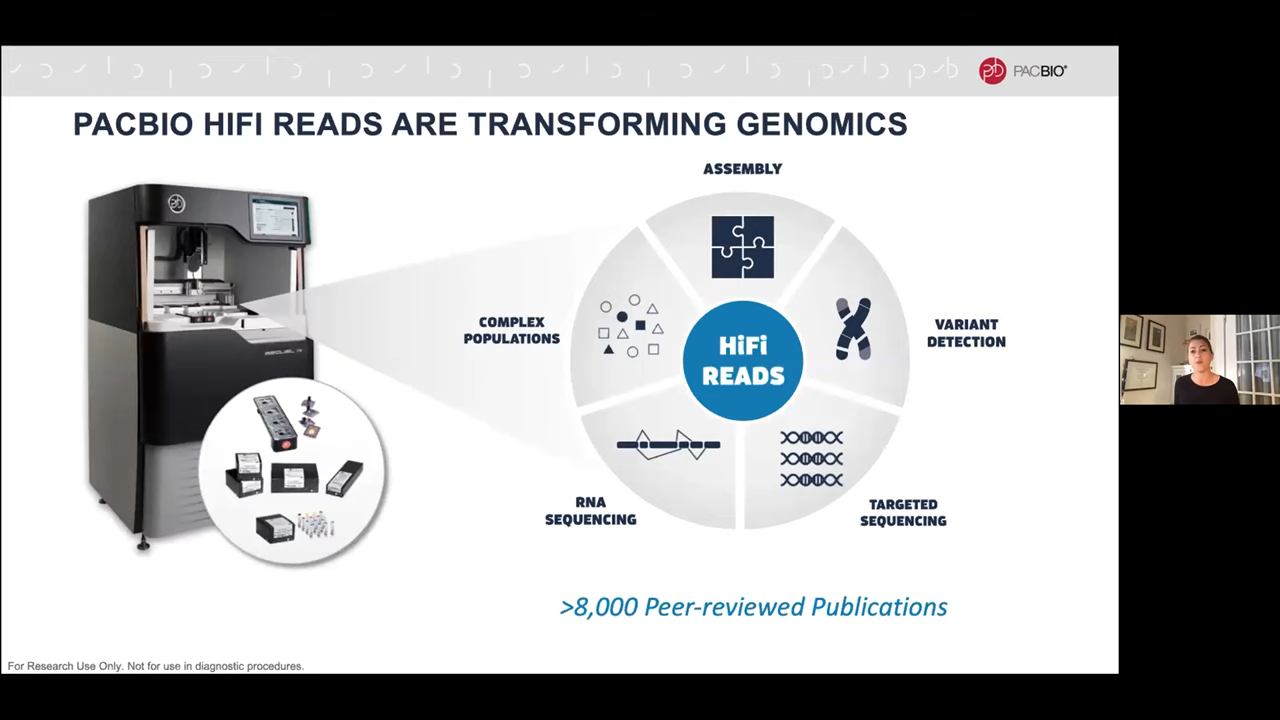 PACBIO®
PACBIO HIFI READS ARE TRANSFORMING GENOMICS
ASSEMBLY
COMPLEX
POPULATIONS
HiFi
READS
VARIANT
DETECTION
RNA
SEQUENCING
TARGETED
SEQUENCING
>8,000 Peer-reviewed Publications
For Research Use Only. Not for use in diagnostic procedures.